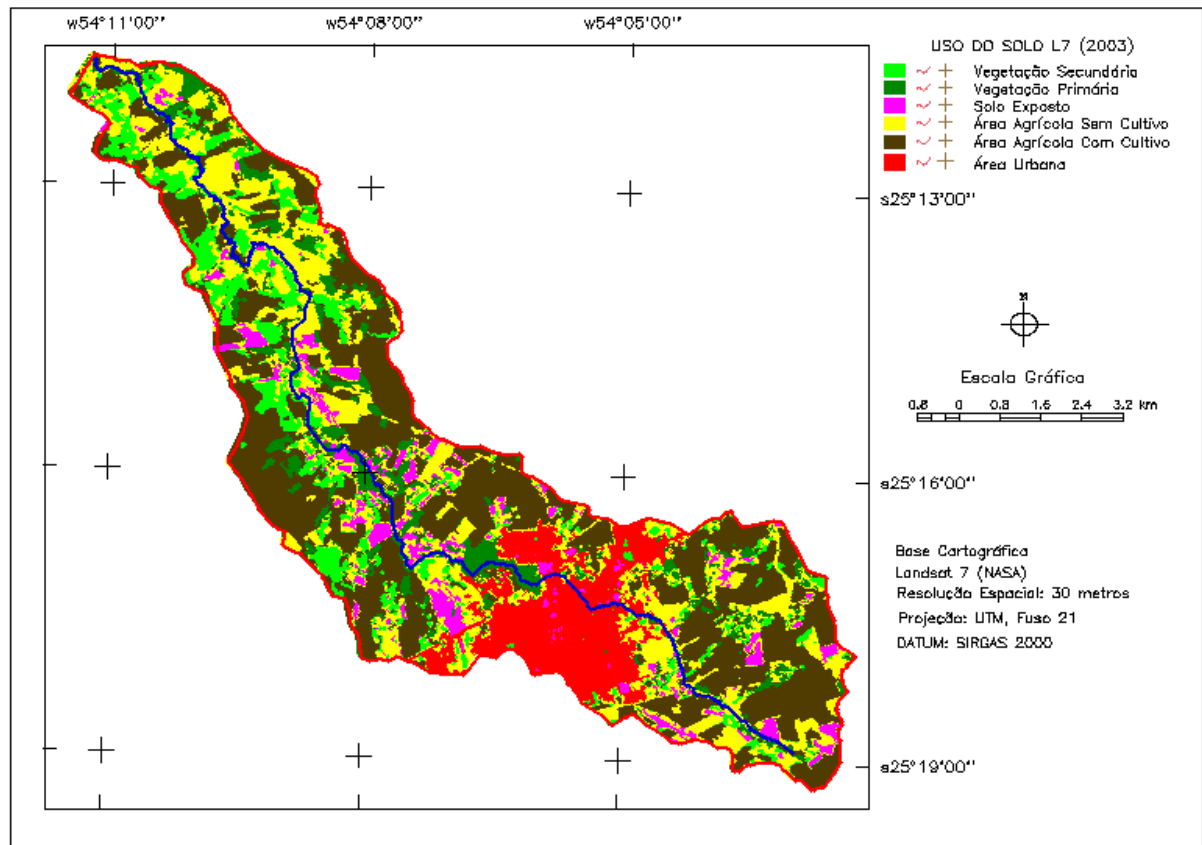 w54°11'00'' w54°08'00'' w54°05'00''
USO DO SOLO L7 (2003)
Vegetação Secundária
Vegetação Primária
Solo Exposto
Área Agrícola Sem Cultivo
Área Agrícola Com Cultivo
Área Urbana
s25°13'00''
N
Escala Gráfica
0.8 0 0.8 1.6 2.4 3.2 km
s25°16'00''
Base Cartográfica
Landsat 7 (NASA)
Resolução Espacial: 30 metros
Projeção: UTM, Fuso 21
DATUM: SIRGAS 2000
s25°19'00''